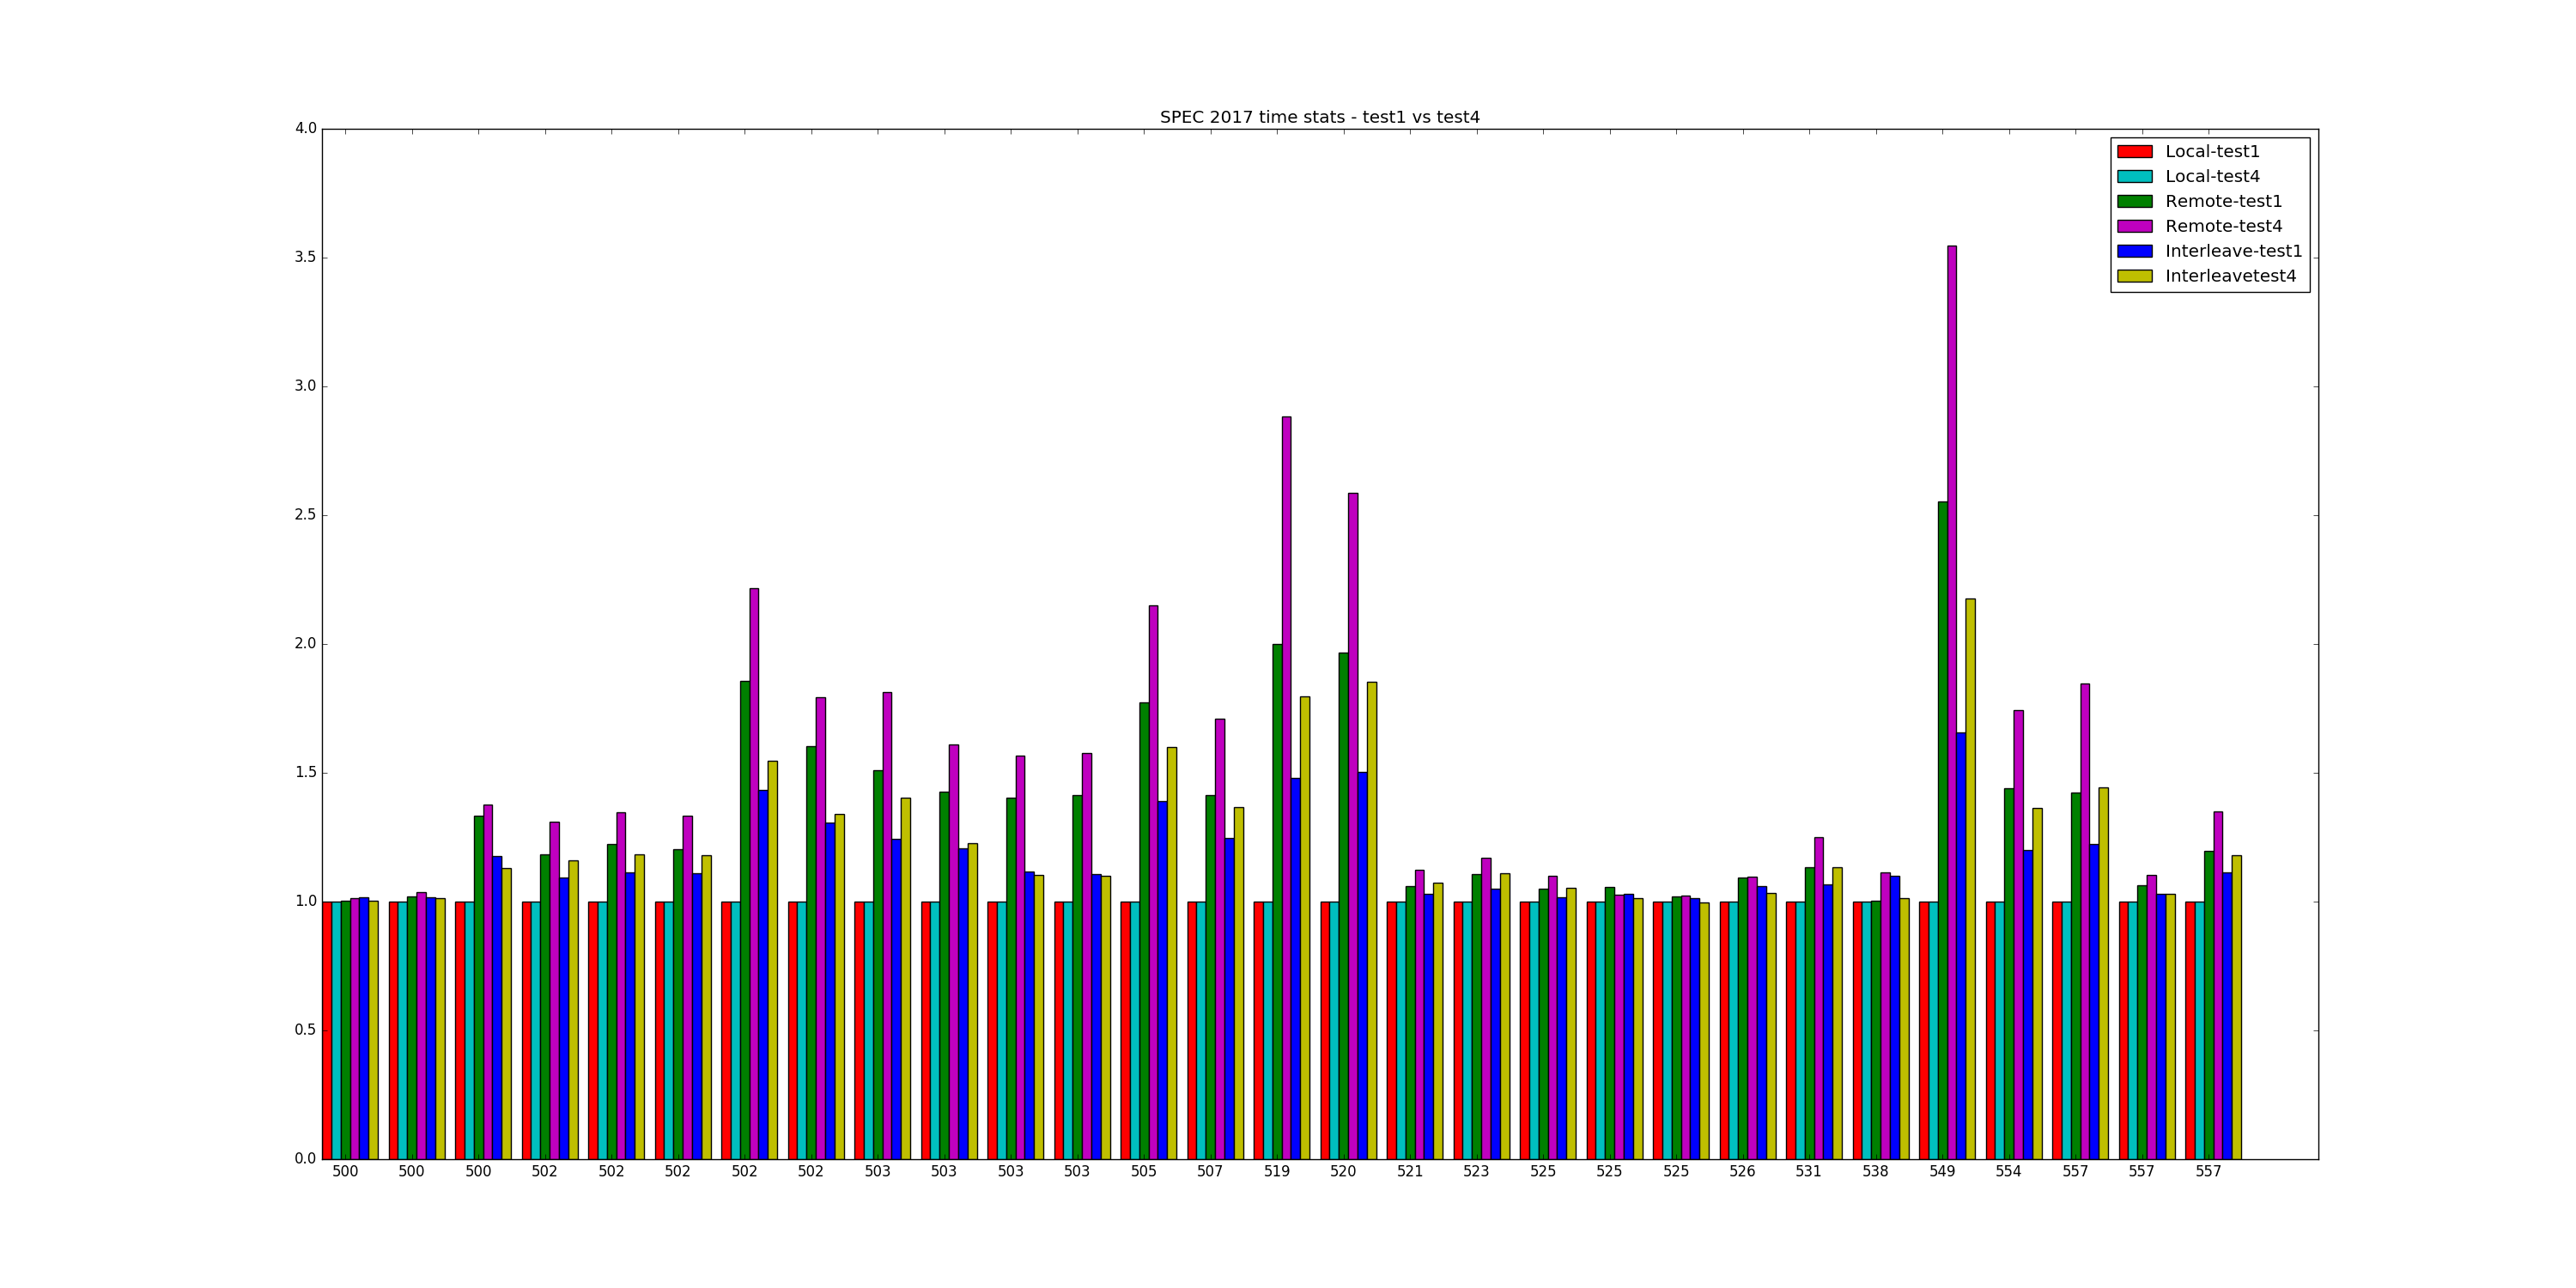 SPEC 2017 time stats - test1 vs test4
4.0
3.5
3.0
2.5
2.0
1.5
1.0
0.5
0.0
Local-test1
Local-test4
Remote-test1
Remote-test4
Interleave-test1
Interleavetest4
500 500 500 502 502 502 502 502 503 503 503 503 505 507 519 520 521 523 525 525 525 526 531 538 549 554 557 557 557